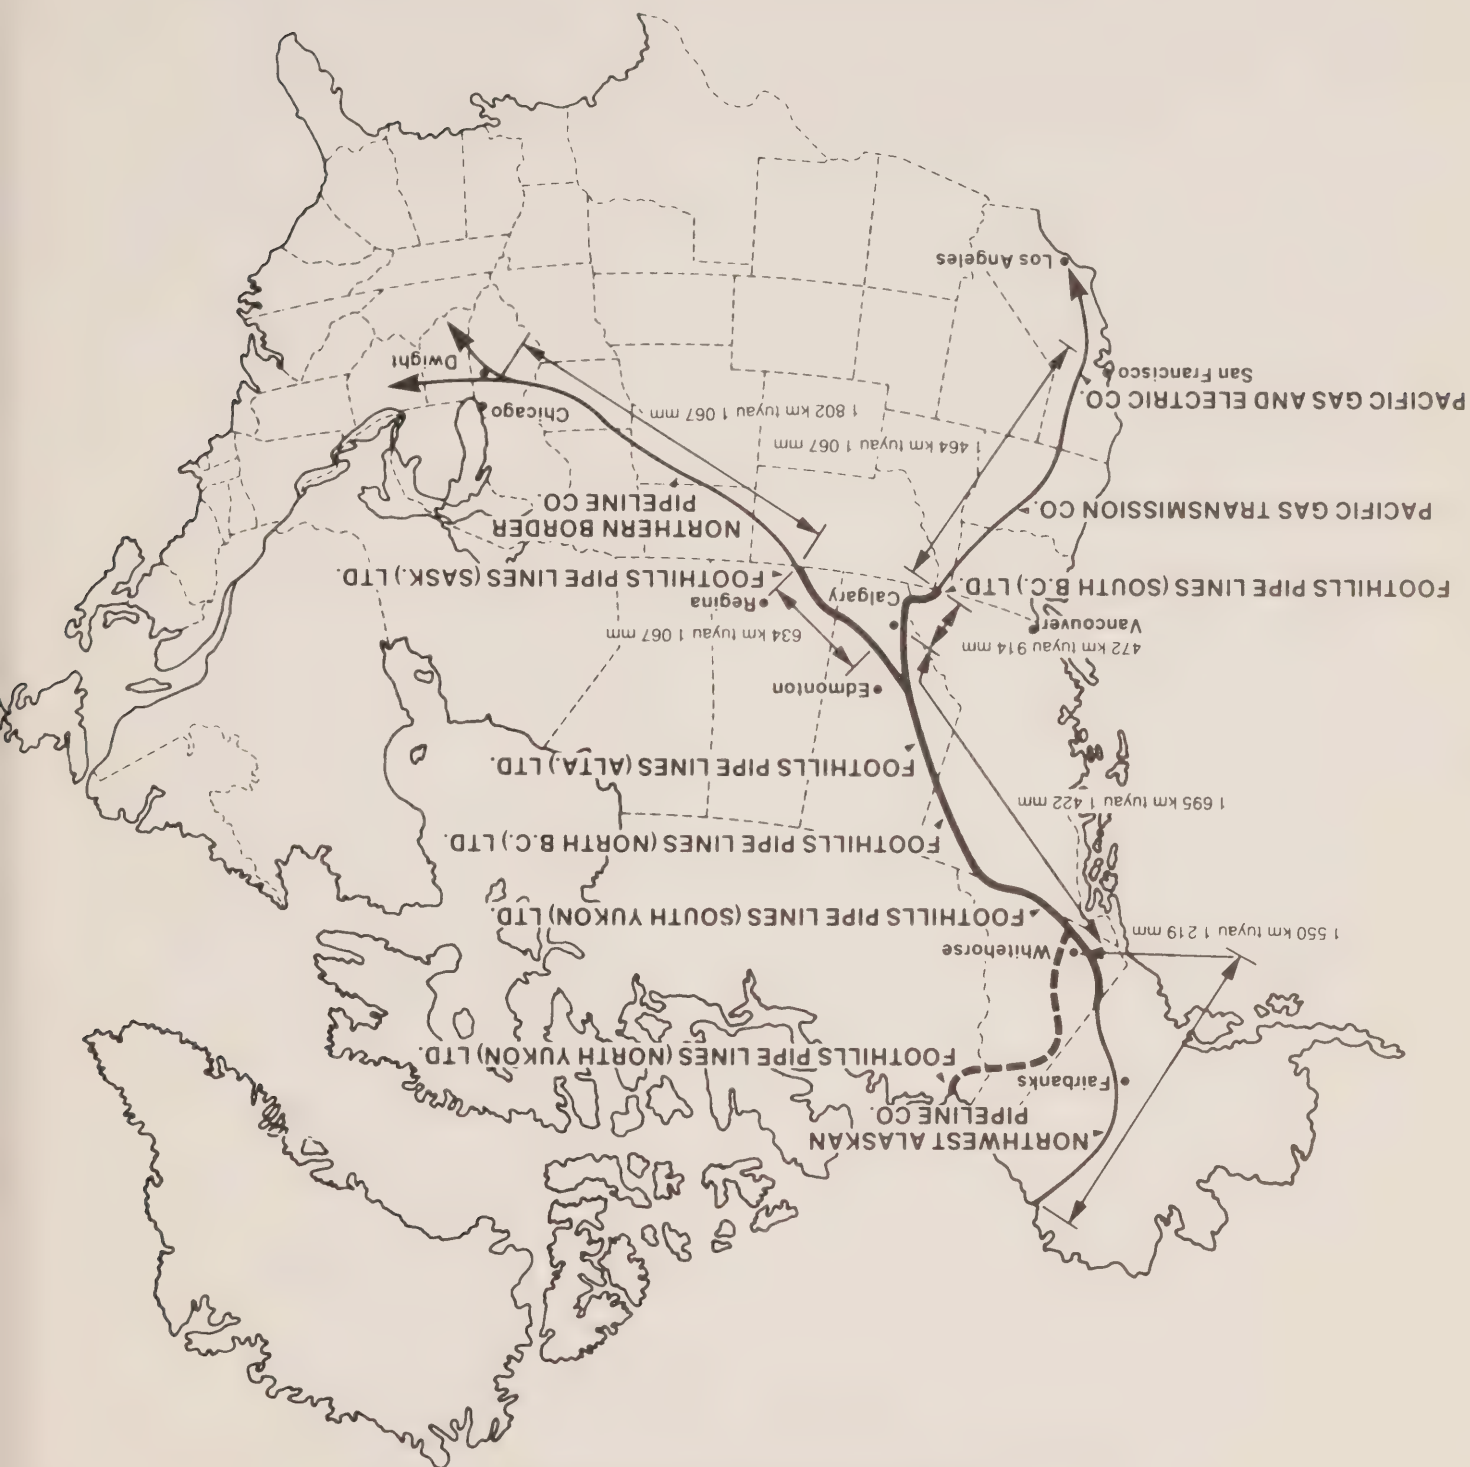 NORTHWEST ALASKAN
PIPELINE CO.
Fairbanks
FOOTHILLS PIPE LINES (NORTH YUKON) LTD.
1 550 km tuyau 1 219 mm
Whitehorse
FOOTHILLS PIPE LINES (SOUTH YUKON) LTD.
FOOTHILLS PIPE LINES (NORTH B.C.) LTD.
1 695 km tuyau 1 422 mm
FOOTHILLS PIPE LINES (ALTA.) LTD.
Edmonton
472 km tuyau 914 mm
634 km tuyau 1 067 mm
Vancouver
Calgary
Regina
FOOTHILLS PIPE LINES (SOUTH B.C.) LTD.
FOOTHILLS PIPE LINES (SASK.) LTD.
NORTHERN BORDER
PIPELINE CO.
PACIFIC GAS TRANSMISSION CO.
464 km tuyau 1 067 mm
1 802 km tuyau 1 067 mm
Chicago
PACIFIC GAS AND ELECTRIC CO.
San Francisco
Dwight
Los Angeles